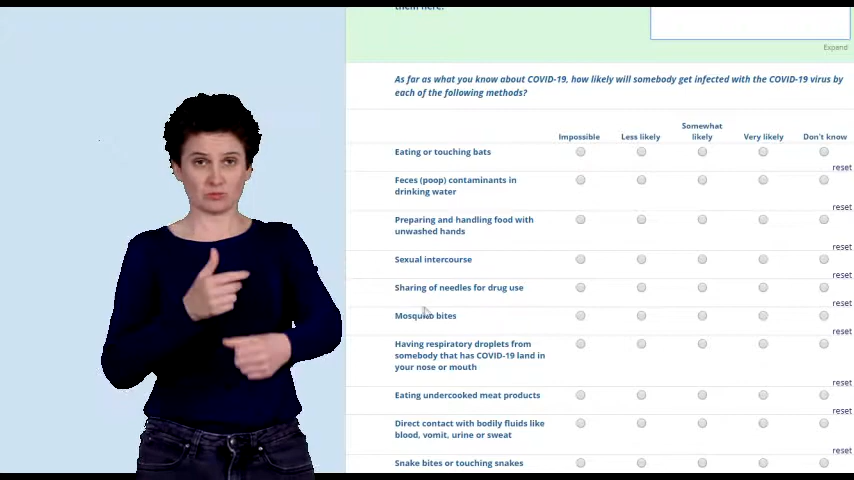 them here.
Expand
As far as what you know about COVID-19, how likely will somebody get infected with the COVID-19 virus by
each of the following methods?
Impossible Less likely Somewhat likely Very likely Don't know
Eating or touching bats
reset
Feces (poop) contaminants in
drinking water
reset
Preparing and handling food with
unwashed hands
reset
Sexual intercourse
reset
Sharing of needles for drug use
reset
Mosquito bites
reset
Having respiratory droplets from
somebody that has COVID-19 land in
your nose or mouth
reset
Eating undercooked meat products
reset
Direct contact with bodily fluids like
blood, vomit, urine or sweat
reset
Snake bites or touching snakes